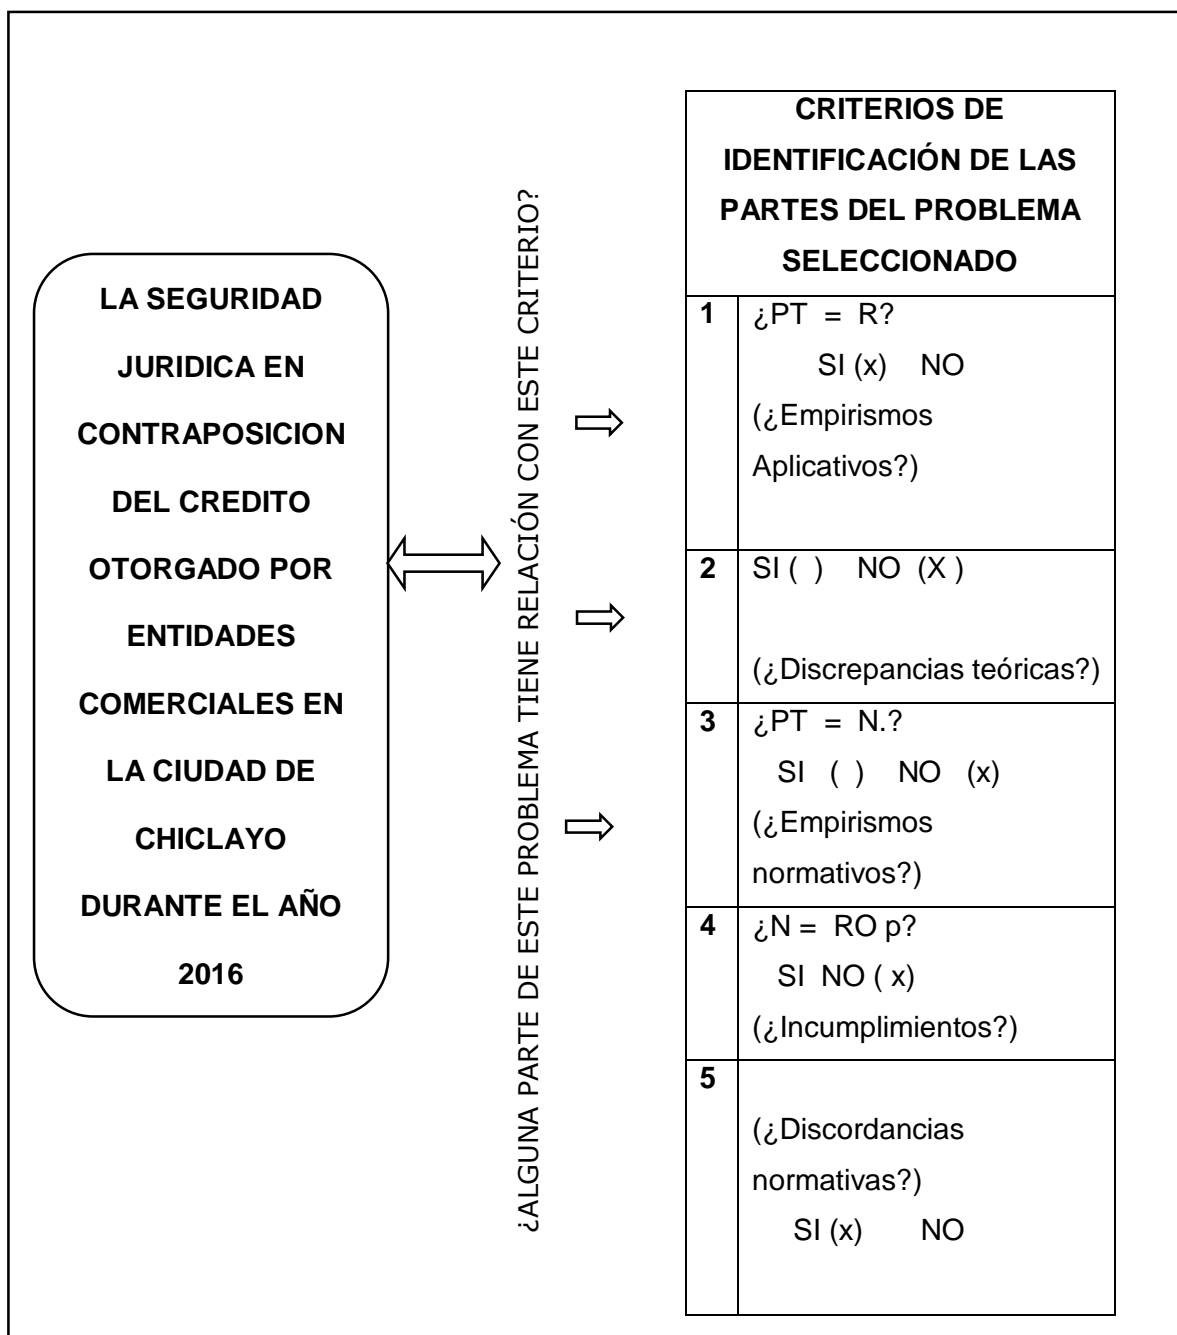 LA SEGURIDAD
JURIDICA EN
CONTRAPOSICION
DEL CREDITO
OTORGADO POR
ENTIDADES
COMERCIALES EN
LA CIUDAD DE
CHICLAYO
DURANTE EL AÑO
2016
¿ALGUNA PARTE DE ESTE PROBLEMA TIENE RELACIÓN CON ESTE CRITERIO?
CRITERIOS DE
IDENTIFICACIÓN DE LAS
PARTES DEL PROBLEMA
SELECCIONADO
1 ¿PT = R?
SI (x) NO
(¿Empirismos
Aplicativos?)
2 SI ( ) NO (X )
(¿Discrepancias teóricas?)
3 ¿PT = N.?
SI ( ) NO (x)
(¿Empirismos
normativos?)
4 ¿N = RO p?
SI NO ( x)
(¿Incumplimientos?)
5
(¿Discordancias
normativas?)
SI (x) NO